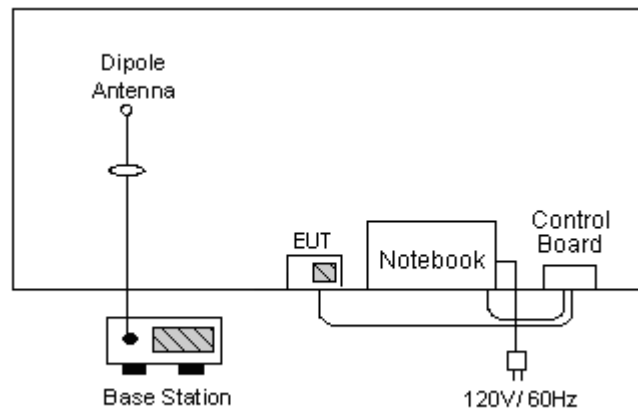 Dipole
Antenna
EUT
Notebook
Control
Board
Base Station
120V/ 60Hz